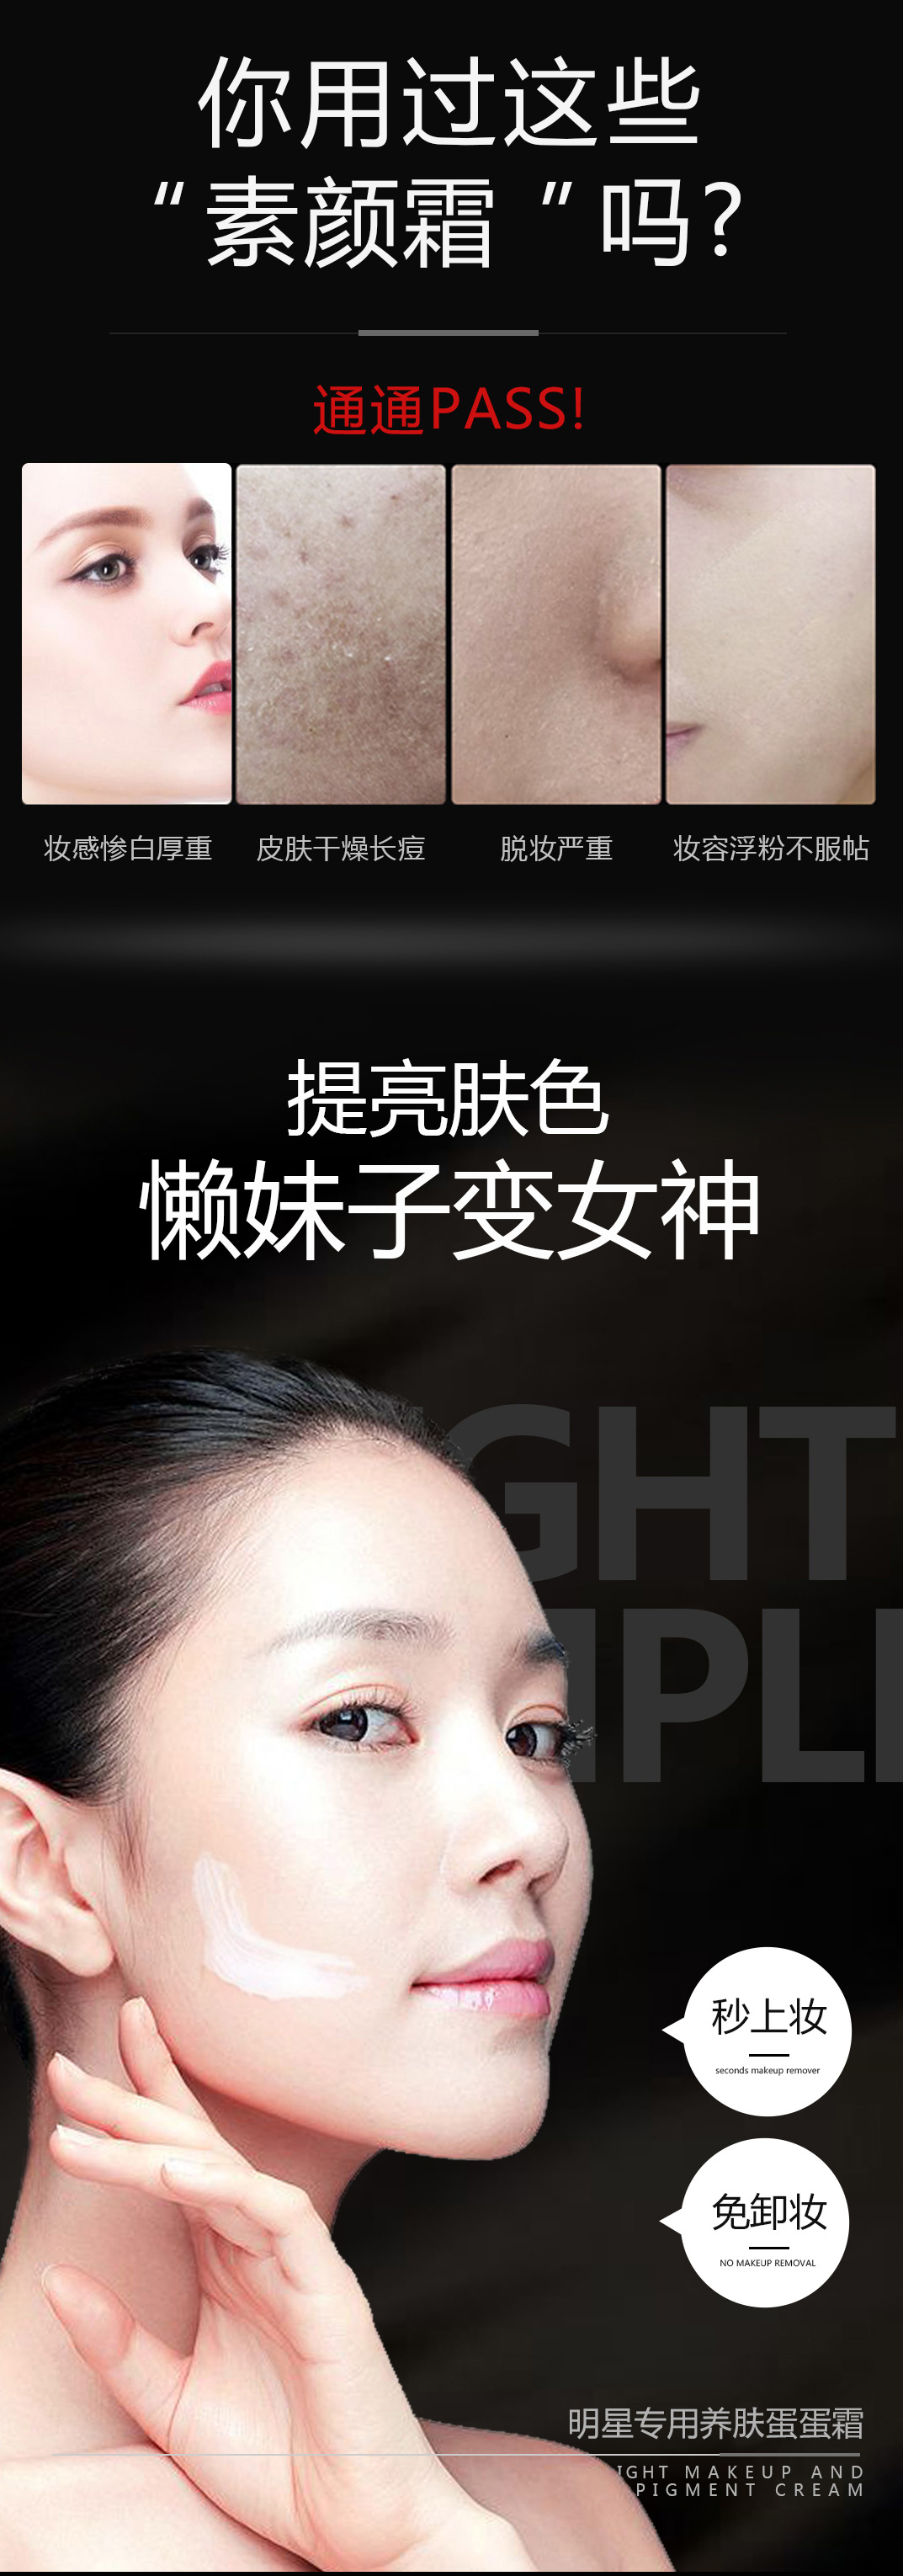 你用过这些
“素颜霜”吗?
通通PASS!
妆感惨白厚重
皮肤干燥长痘
脱妆严重
妆容浮粉不服帖
提亮肤色
懒妹子变女神
GHT
IPL
秒上妆
seconds makeup remover
免卸妆
NO MAKEUP REMOVAL
明星专用养肤蛋蛋霜
IGHT MAKEUP AND
PIGMENT CREAM